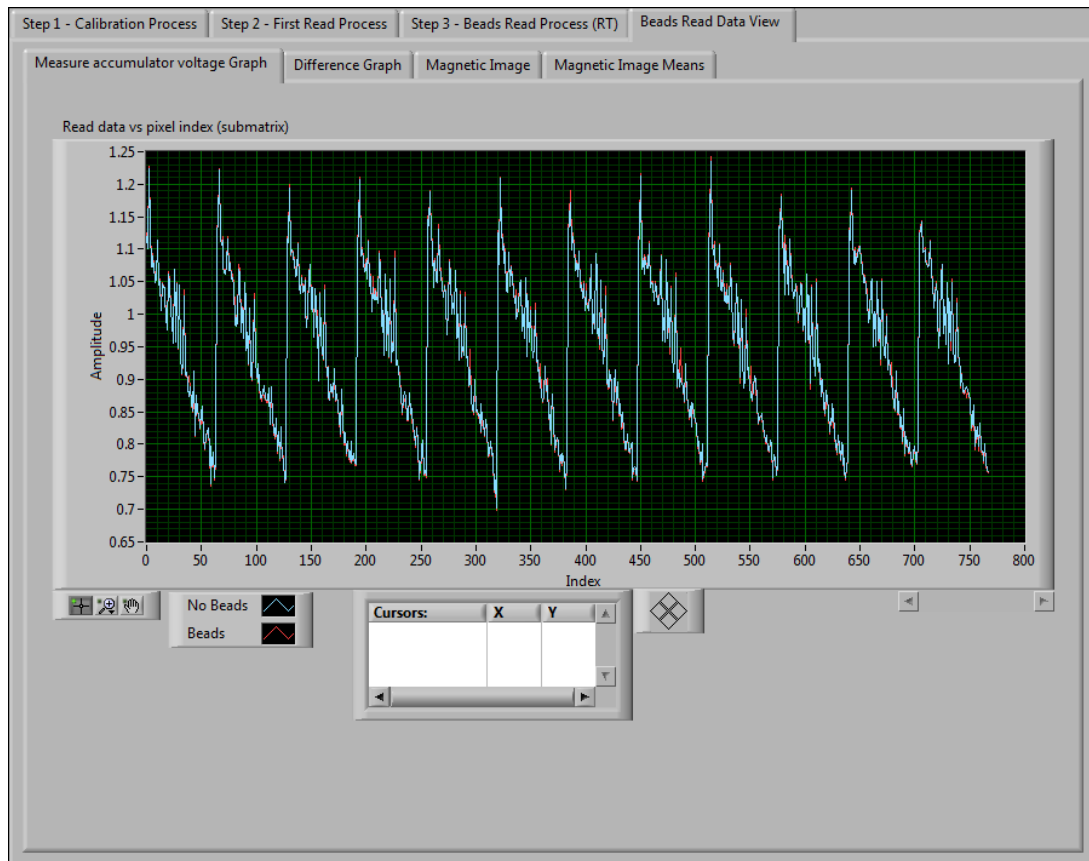 Step 1 - Calibration Process Step 2 - First Read Process Step 3 - Beads Read Process (RT) Beads Read Data View
Measure accumulator voltage Graph Difference Graph Magnetic Image Magnetic Image Means
Read data vs pixel index (submatrix)
1.25
1.2
1.15
1.1
1.05
1
0.95
0.9
0.85
0.8
0.75
0.7
0.65
Amplitude
0 50 100 150 200 250 300 350 400 450 500 550 600 650 700 750 800
Index
No Beads
Beads
Cursors: X Y